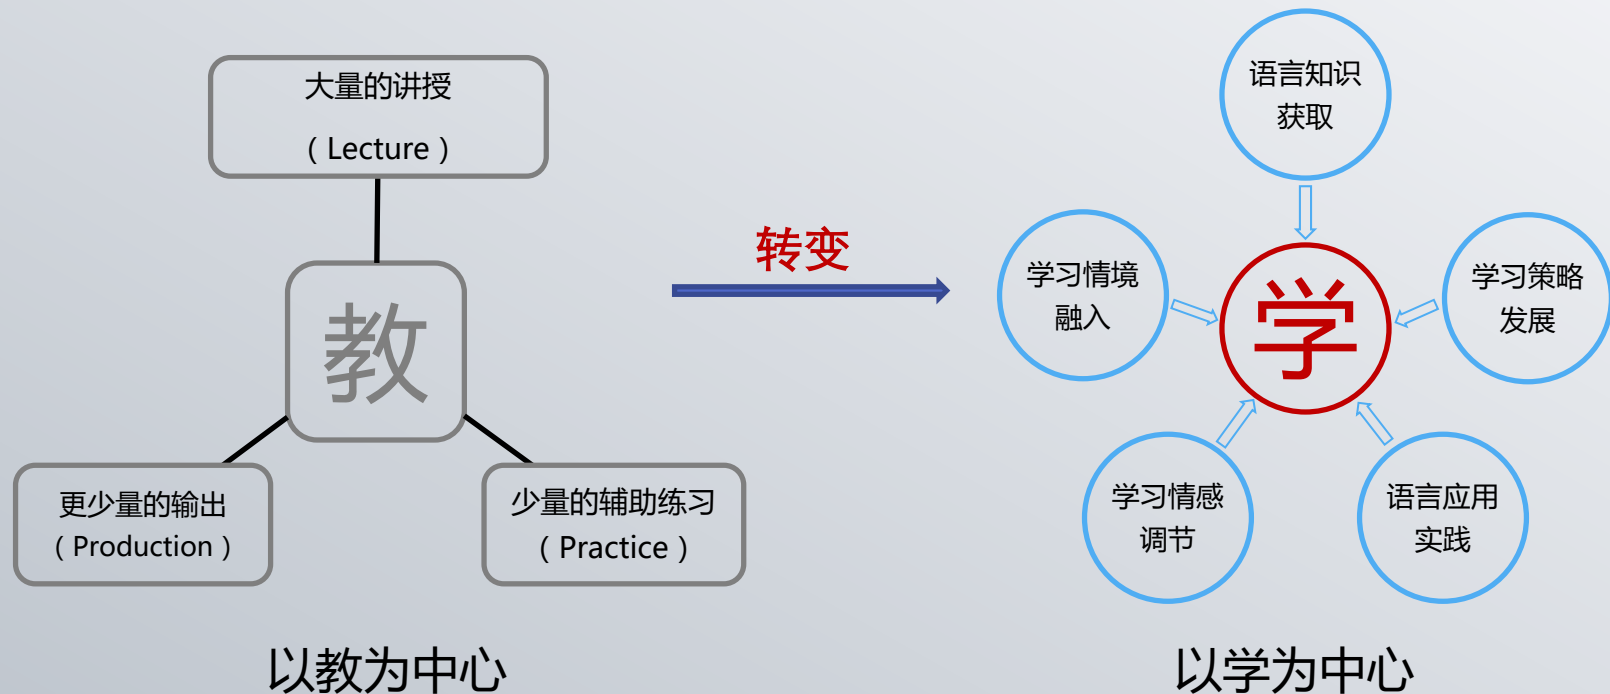 大量的讲授
（Lecture）
教
更少量的输出
（Production）
少量的辅助练习
（Practice）
以教为中心
转变
语言知识
获取
学习情境
融入
学
学习策略
发展
学习情感
调节
语言应用
实践
以学为中心